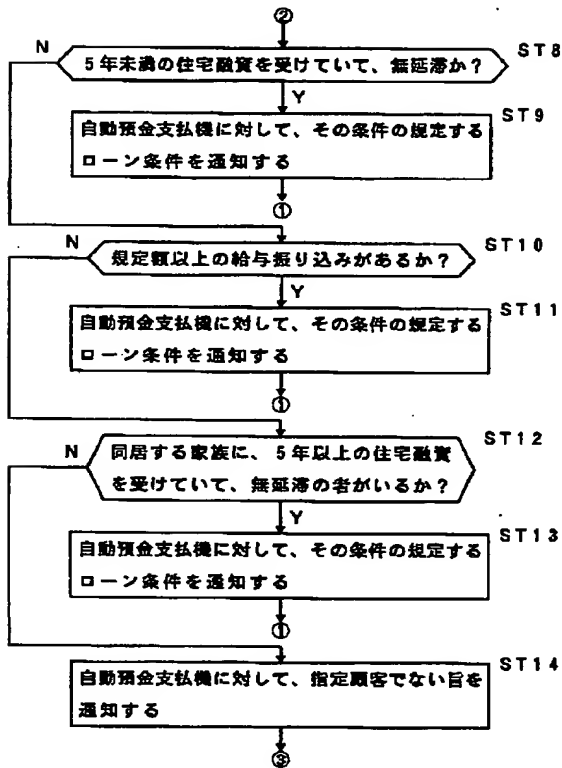 ②
N
5年未満の住宅融資を受けていて、無延滞か？
ST8
Y
ST9
自動預金支払機に対して、その条件の規定する
ローン条件を通知する
①
N
規定額以上の給与振り込みがあるか？
ST10
Y
ST11
自動預金支払機に対して、その条件の規定する
ローン条件を通知する
①
N
同居する家族に、5年以上の住宅融資
を受けていて、無延滞の者がいるか？
ST12
Y
ST13
自動預金支払機に対して、その条件の規定する
ローン条件を通知する
①
ST14
自動預金支払機に対して、指定顧客でない旨を
通知する
③